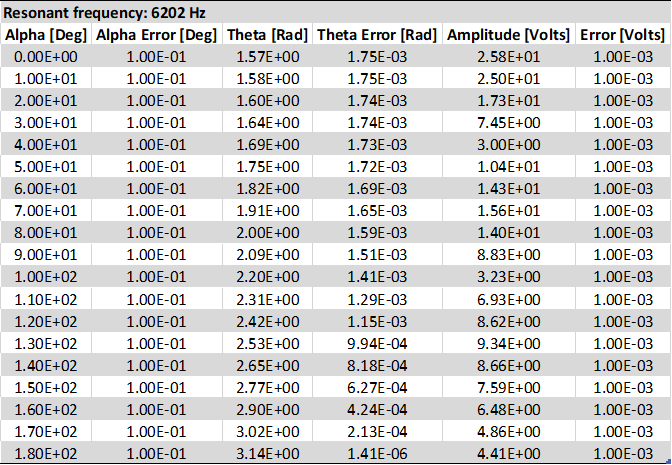 Resonant frequency: 6202 Hz
Alpha [Deg] Alpha Error [Deg] Theta [Rad] Theta Error [Rad] Amplitude [Volts] Error [Volts]
0.00E+00 1.00E-01 1.57E+00 1.75E-03 2.58E+01 1.00E-03
1.00E+01 1.00E-01 1.58E+00 1.75E-03 2.50E+01 1.00E-03
2.00E+01 1.00E-01 1.60E+00 1.74E-03 1.73E+01 1.00E-03
3.00E+01 1.00E-01 1.64E+00 1.74E-03 7.45E+00 1.00E-03
4.00E+01 1.00E-01 1.69E+00 1.73E-03 3.00E+00 1.00E-03
5.00E+01 1.00E-01 1.75E+00 1.72E-03 1.04E+01 1.00E-03
6.00E+01 1.00E-01 1.82E+00 1.69E-03 1.43E+01 1.00E-03
7.00E+01 1.00E-01 1.91E+00 1.65E-03 1.56E+01 1.00E-03
8.00E+01 1.00E-01 2.00E+00 1.59E-03 1.40E+01 1.00E-03
9.00E+01 1.00E-01 2.09E+00 1.51E-03 8.83E+00 1.00E-03
1.00E+02 1.00E-01 2.20E+00 1.41E-03 3.23E+00 1.00E-03
1.10E+02 1.00E-01 2.31E+00 1.29E-03 6.93E+00 1.00E-03
1.20E+02 1.00E-01 2.42E+00 1.15E-03 8.62E+00 1.00E-03
1.30E+02 1.00E-01 2.53E+00 9.94E-04 9.34E+00 1.00E-03
1.40E+02 1.00E-01 2.65E+00 8.18E-04 8.66E+00 1.00E-03
1.50E+02 1.00E-01 2.77E+00 6.27E-04 7.59E+00 1.00E-03
1.60E+02 1.00E-01 2.90E+00 4.24E-04 6.48E+00 1.00E-03
1.70E+02 1.00E-01 3.02E+00 2.13E-04 4.86E+00 1.00E-03
1.80E+02 1.00E-01 3.14E+00 1.41E-06 4.41E+00 1.00E-03